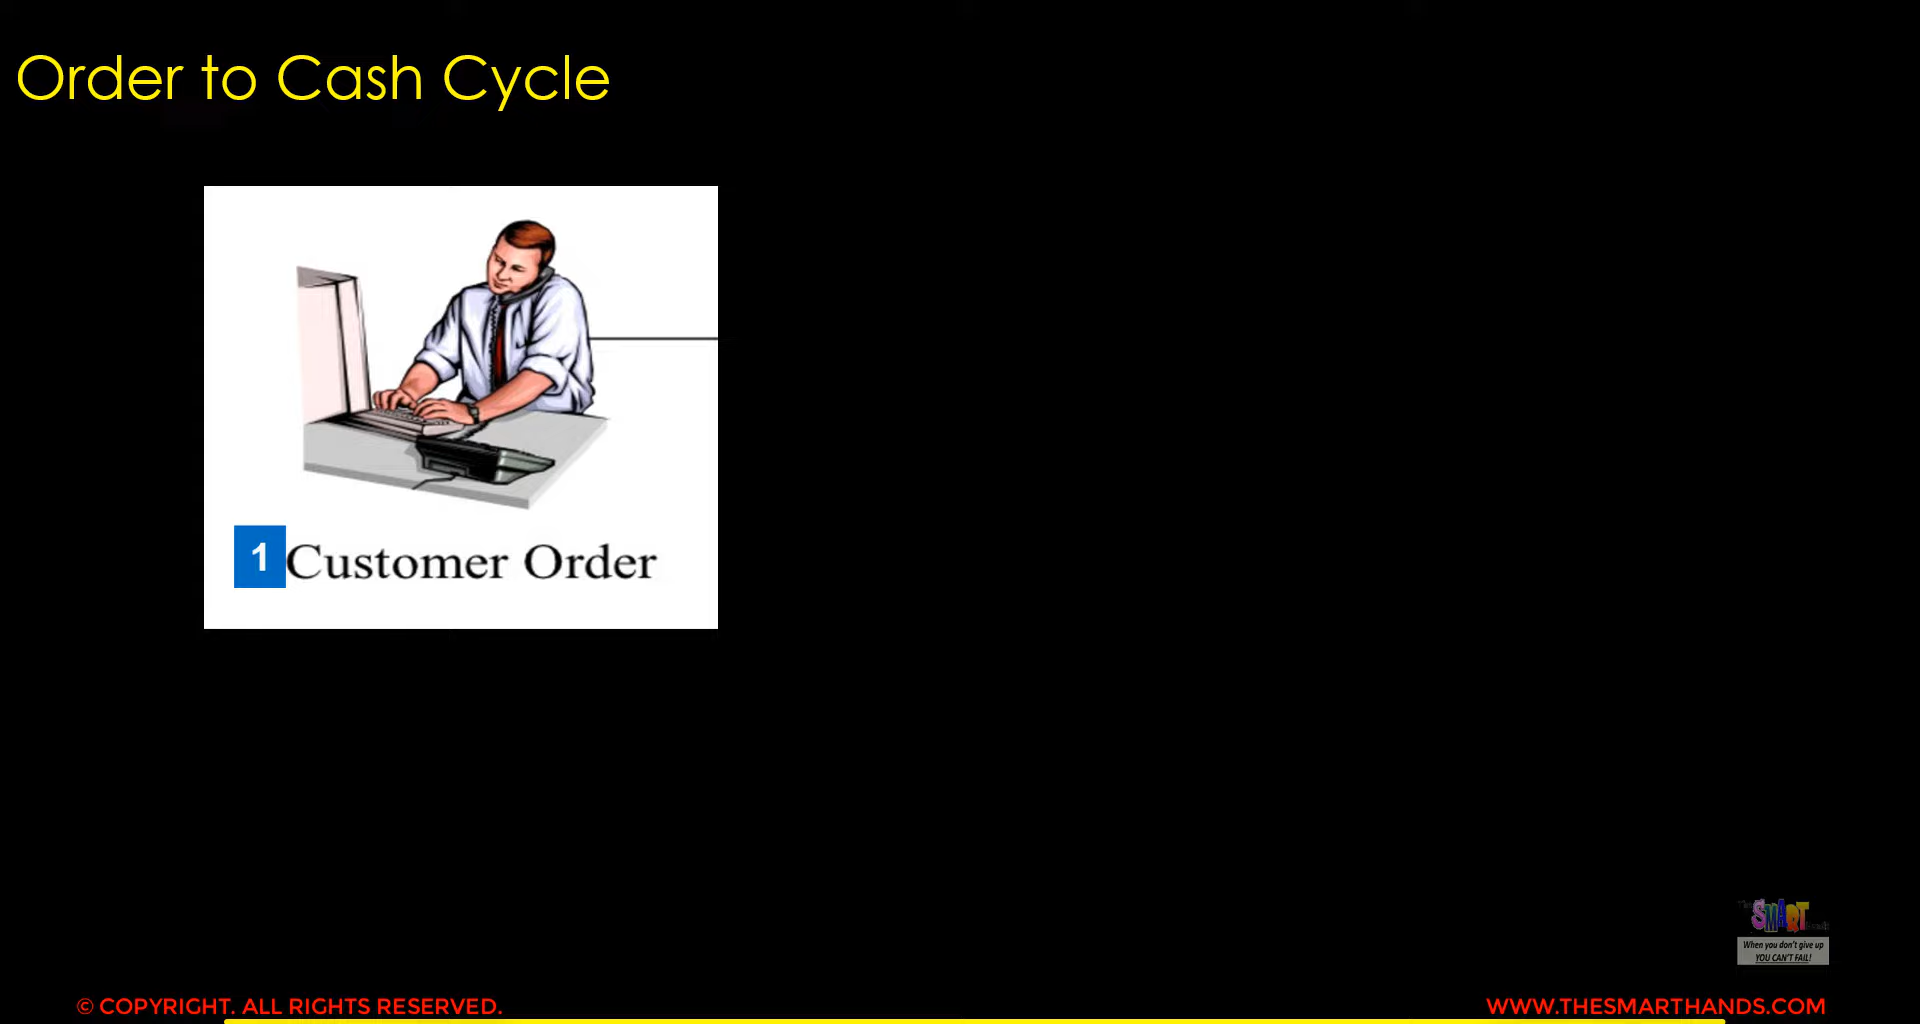 Order to Cash Cycle
1 Customer Order
SMART
When you don't give up
YOU CAN'T FAIL!
© COPYRIGHT. ALL RIGHTS RESERVED.
WWW.THESMARTHANDS.COM